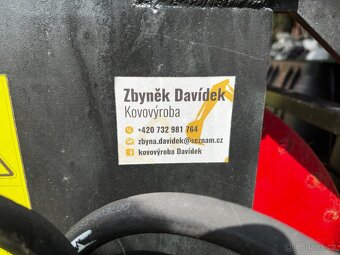 Zbyněk Davídek
Kovovýroba
+420 732 981 764
zbyna.davidek@seznam.cz
kovovýroba Davídek